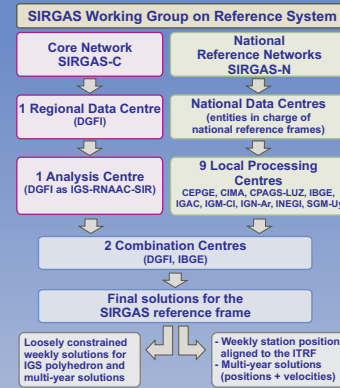 SIRGAS Working Group on Reference System
Core Network
SIRGAS-C
1 Regional Data Centre
(DGFI)
1 Analysis Centre
(DGFI as IGS-RNAAC-SIR)
National
Reference Networks
SIRGAS-N
National Data Centres
(entities in charge of
national reference frames)
9 Local Processing
Centres
CEPGE, CIMA, CPAGS-LUZ, IBGE,
IGAC, IGM-Cl, IGN-Ar, INEGI, SGM-Uy
2 Combination Centres
(DGFI, IBGE)
Final solutions for the
SIRGAS reference frame
Loosely constrained
weekly solutions for
IGS polyhedron and
multi-year solutions
- Weekly station position
aligned to the ITRF
- Multi-year solutions
(positions + velocities)